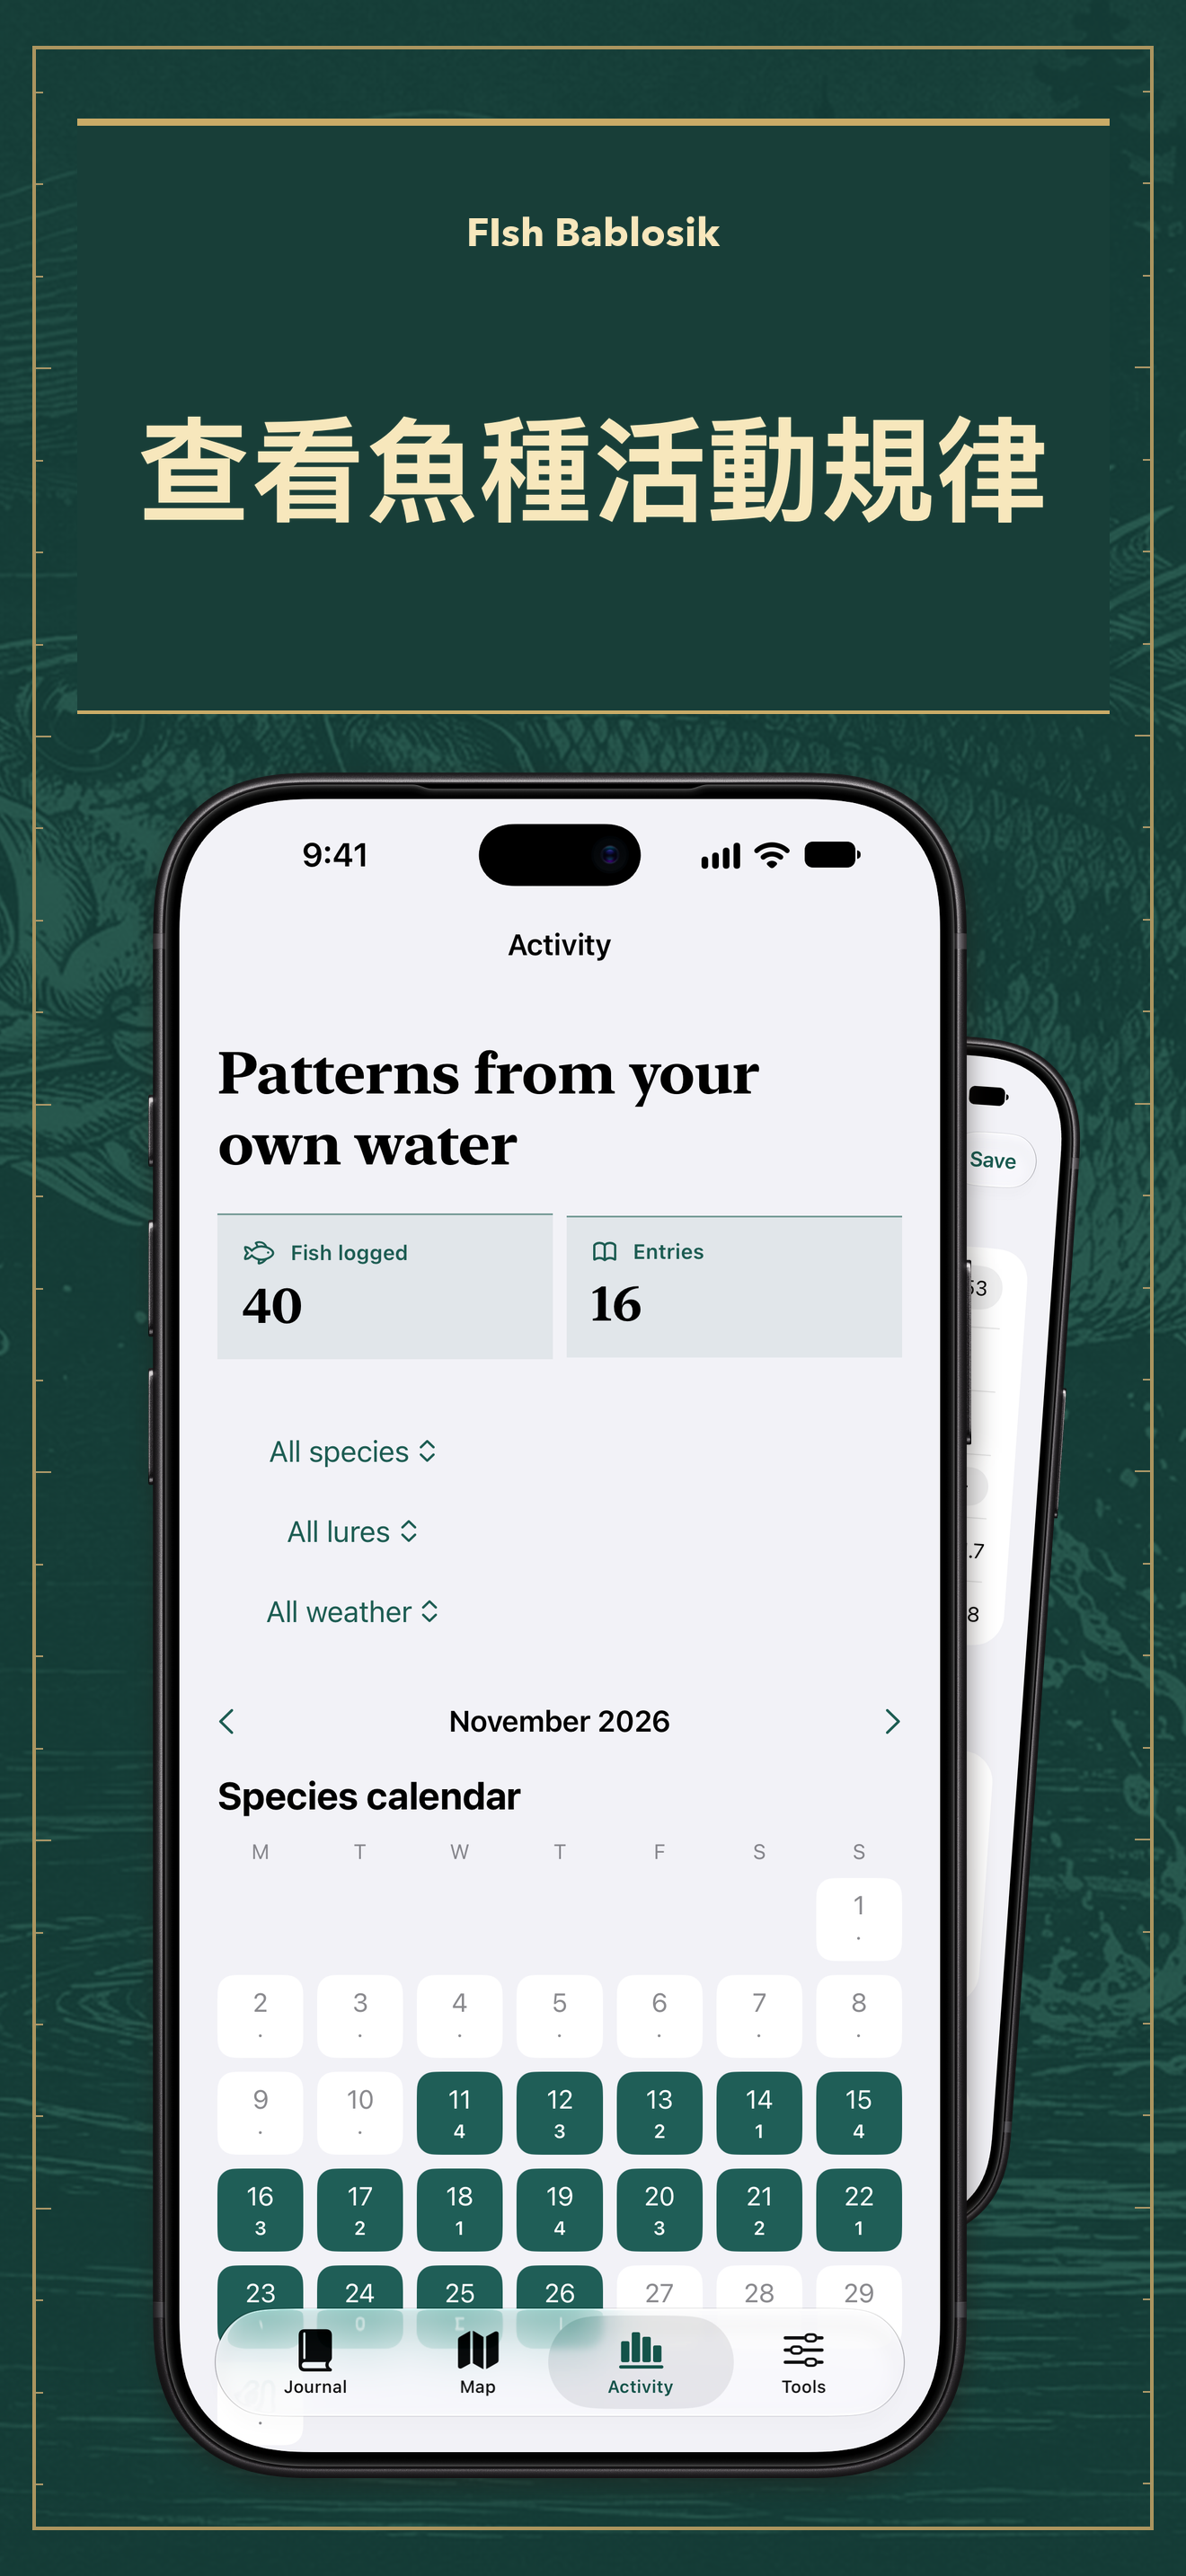 FIsh Bablosik
查看魚種活動規律
9:41
Activity
Patterns from your
own water
Save
Fish logged
40
Entries
16
53
All species
All lures
.7
All weather
8
November 2026
Species calendar
M T W T F S S
1
2 3 4 5 6 7 8
9 10 11 12 13 14 15
4 3 2 1 4
16 17 18 19 20 21 22
3 2 1 4 3 2 1
23 24 25 26 27 28 29
Journal Map Activity Tools